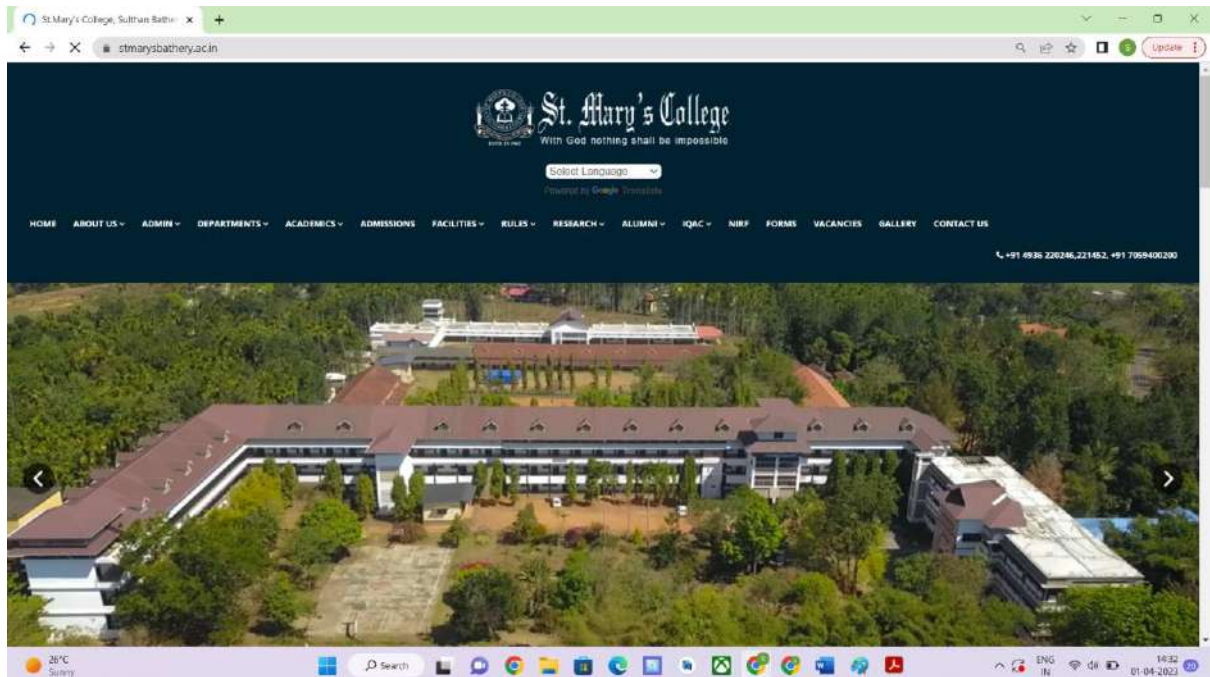 St.Mary's College, Sulthan Bathe
stmarysbathery.ac.in
Update
St. Mary's College
With God nothing shall be impossible
Select Language
Powered by Google Translate
HOME ABOUT US ADMIN DEPARTMENTS ACADEMICS ADMISSIONS FACILITIES RULES RESEARCH ALUMNI IQAC NIRF FORMS VACANCIES GALLERY CONTACT US
+91 4936 220246,221452, +91 7059400200
26°C
Sunny
Search
ENG
IN
14:32
01-04-2023
20